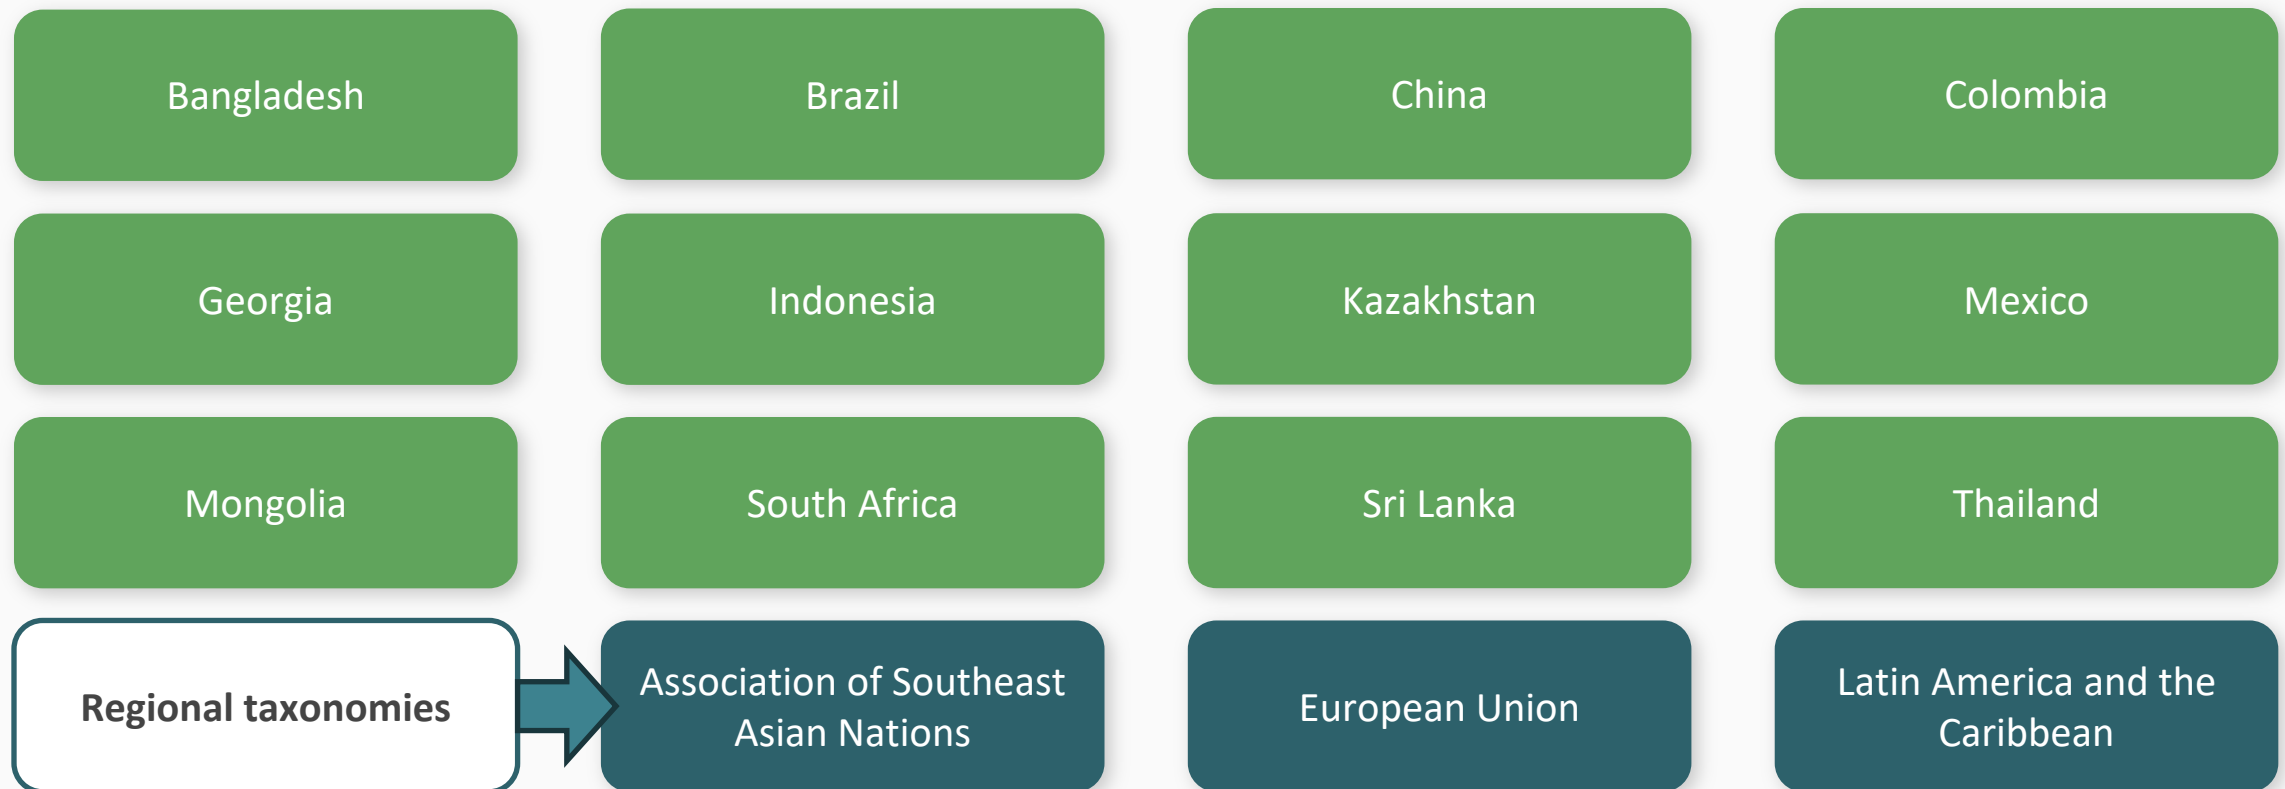 Bangladesh
Brazil
China
Colombia
Georgia
Indonesia
Kazakhstan
Mexico
Mongolia
South Africa
Sri Lanka
Thailand
Regional taxonomies
Association of Southeast
Asian Nations
European Union
Latin America and the
Caribbean